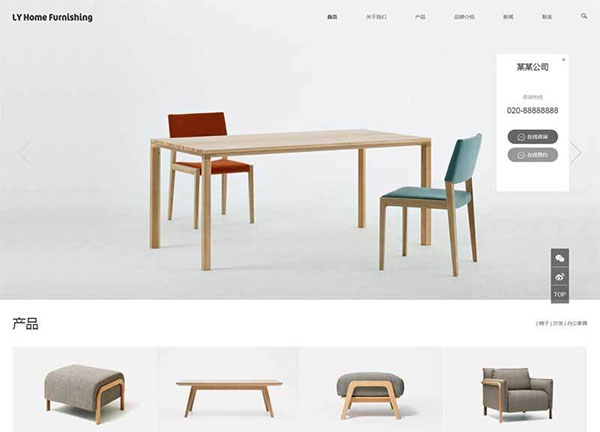 LY Home Furnishing
首页 关于我们 产品 品牌介绍 新闻 联系
某某公司
咨询热线
020-88888888
在线咨询
在线预约
TOP
产品
| 椅子 | 沙发 | 办公家具